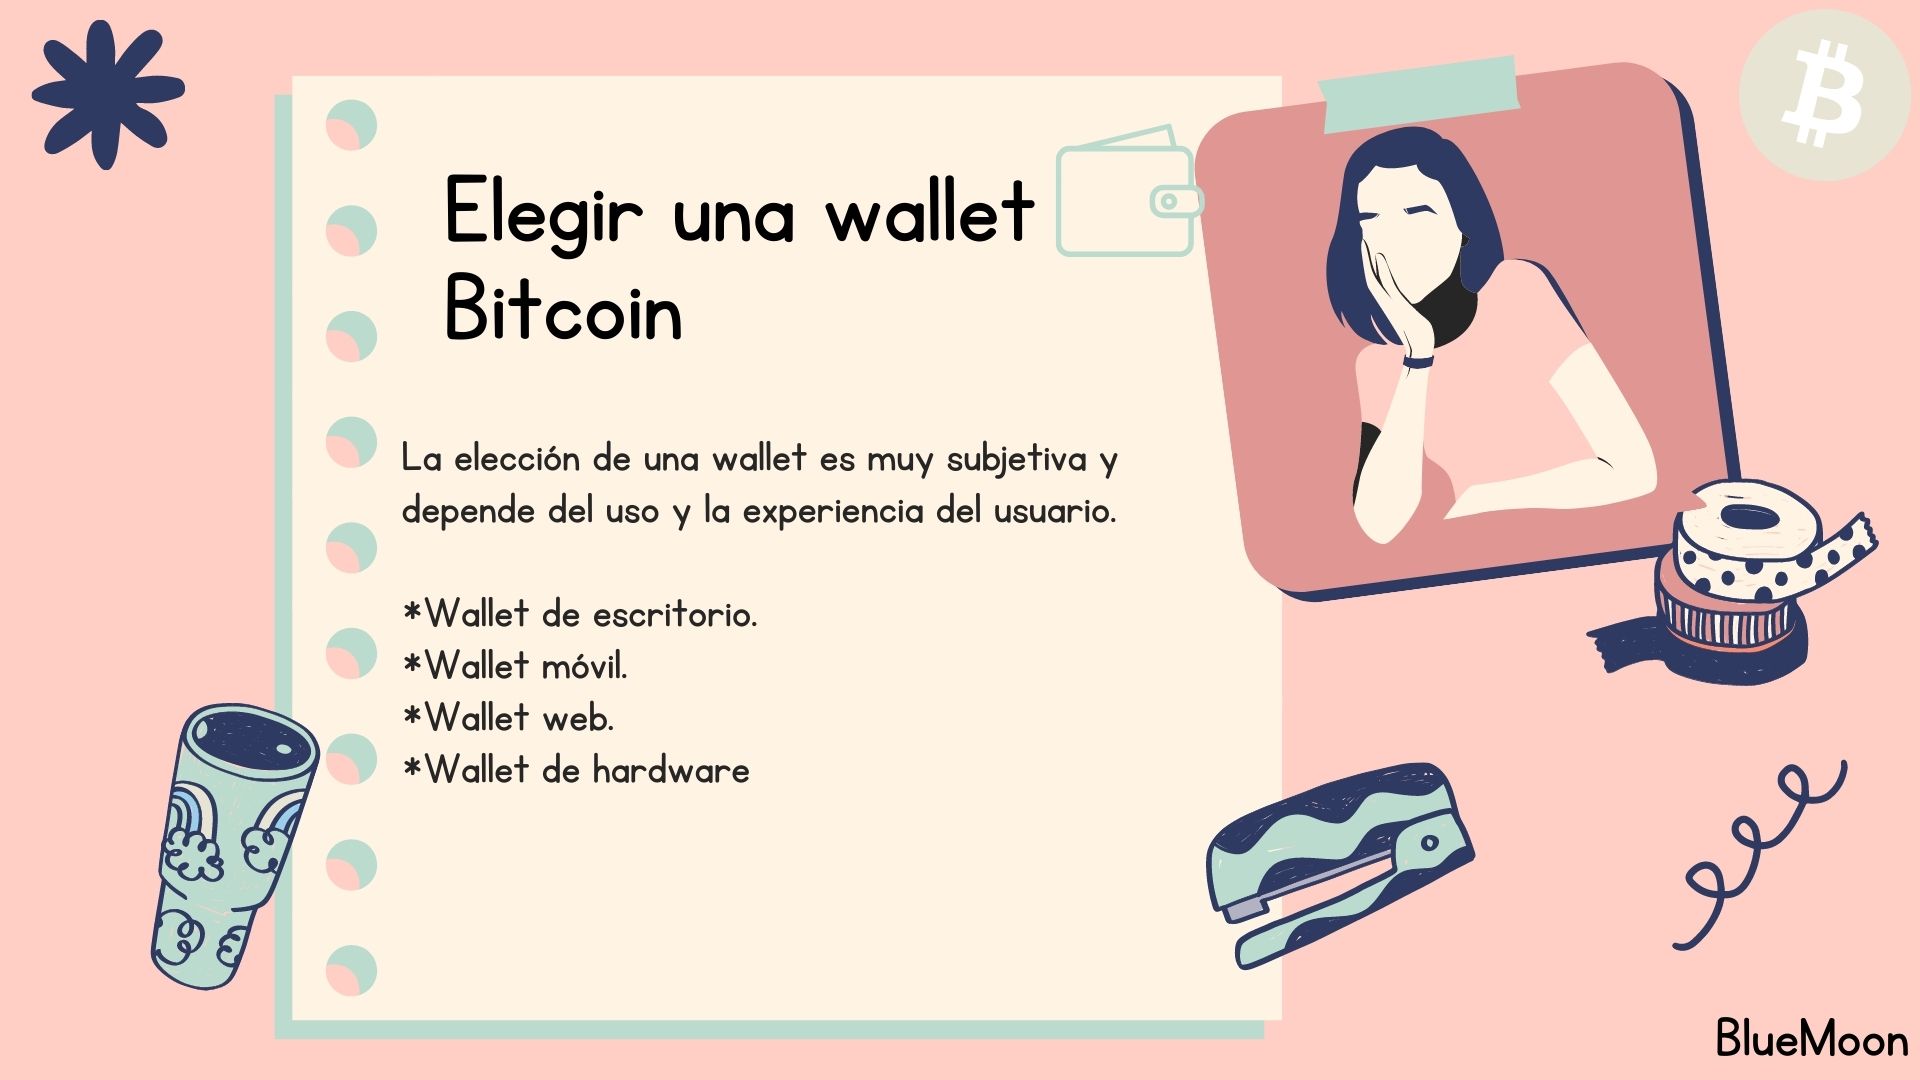 Elegir una wallet
Bitcoin
La elección de una wallet es muy subjetiva y
depende del uso y la experiencia del usuario.
*Wallet de escritorio.
*Wallet móvil.
*Wallet web.
*Wallet de hardware
BlueMoon